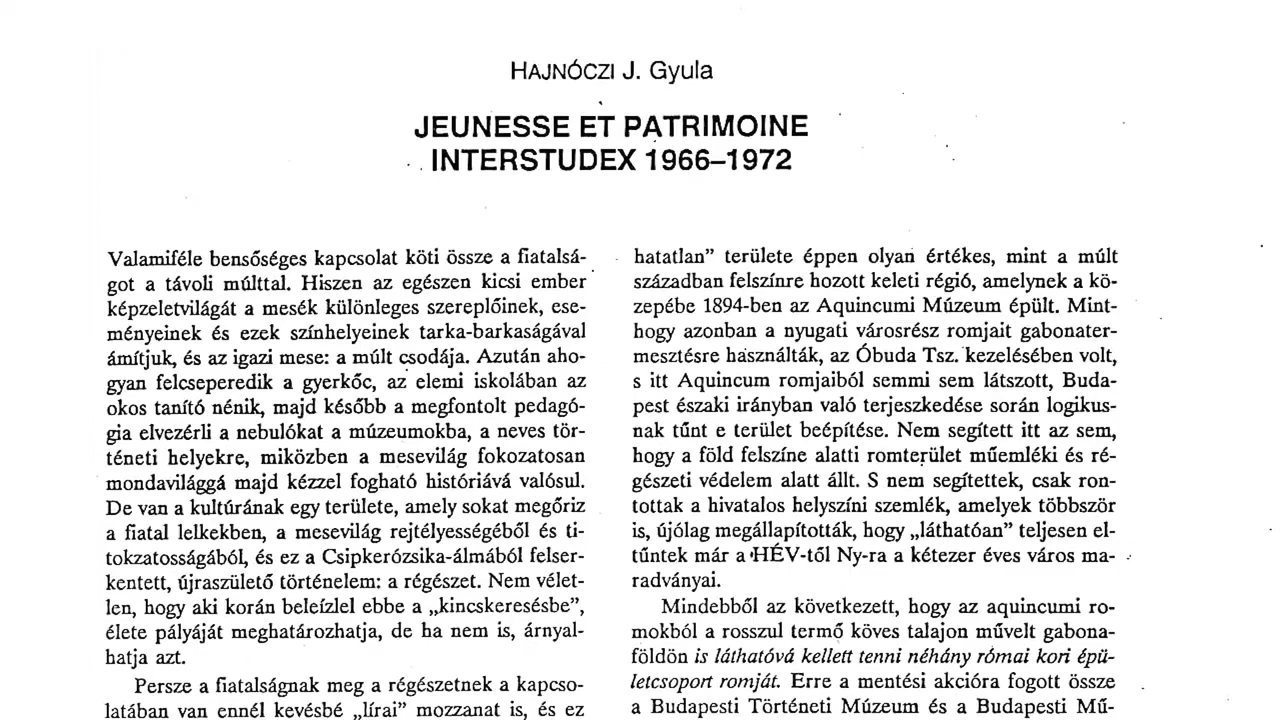 HAJNÓCZI J. Gyula
JEUNESSE ET PATRIMOINE
INTERSTUDEX 1966–1972
Valamiféle bensőséges kapcsolat köti össze a fiatalsá-
got a távoli múlttal. Hiszen az egészen kicsi ember
képzeletvilágát a mesék különleges szereplőinek, ese-
ményeinek és ezek színhelyeinek tarka-barkaságával
ámítjuk, és az igazi mese: a múlt csodája. Azután aho-
gyan felcseperedik a gyerkőc, az elemi iskolában az
okos tanító nénik, majd később a megfontolt pedagó-
gia elvezérli a nebulókat a múzeumokba, a neves tör-
téneti helyekre, miközben a mesevilág fokozatosan
mondavilággá majd kézzel fogható históriává valósul.
De van a kultúrának egy területe, amely sokat megőriz
a fiatal lelkekben, a mesevilág rejtélyességéből és ti-
tokzatosságából, és ez a Csipkerózsika-álmából felser-
kentett, újraszülető történelem: a régészet. Nem vélet-
len, hogy aki korán beleízlel ebbe a „kincskeresésbe”,
élete pályáját meghatározhatja, de ha nem is, árnyal-
hatja azt.
Persze a fiatalságnak meg a régészetnek a kapcso-
latában van ennél kevésbé „lírai” mozzanat is, és ez
hatatlan” területe éppen olyan értékes, mint a múlt
században felszínre hozott keleti régió, amelynek a kö-
zepébe 1894-ben az Aquincumi Múzeum épült. Mint-
hogy azonban a nyugati városrész romjait gabonater-
mesztésre használták, az Óbuda Tsz. kezelésében volt,
s itt Aquincum romjaiból semmi sem látszott, Buda-
pest északi irányban való terjeszkedése során logikus-
nak tűnt e terület beépítése. Nem segített itt az sem,
hogy a föld felszíne alatti romterület műemléki és ré-
gészeti védelem alatt állt. S nem segítettek, csak ron-
tottak a hivatalos helyszíni szemlék, amelyek többször
is, újólag megállapították, hogy „láthatóan” teljesen el-
tűntek már a HÉV-től Ny-ra a kétezer éves város ma-
radványai.
Mindebből az következett, hogy az aquincumi ro-
mokból a rosszul termő köves talajon művelt gabona-
földön is láthatóvá kellett tenni néhány római kori épü-
letcsoport romját. Erre a mentési akcióra fogott össze
a Budapesti Történeti Múzeum és a Budapesti Mű-